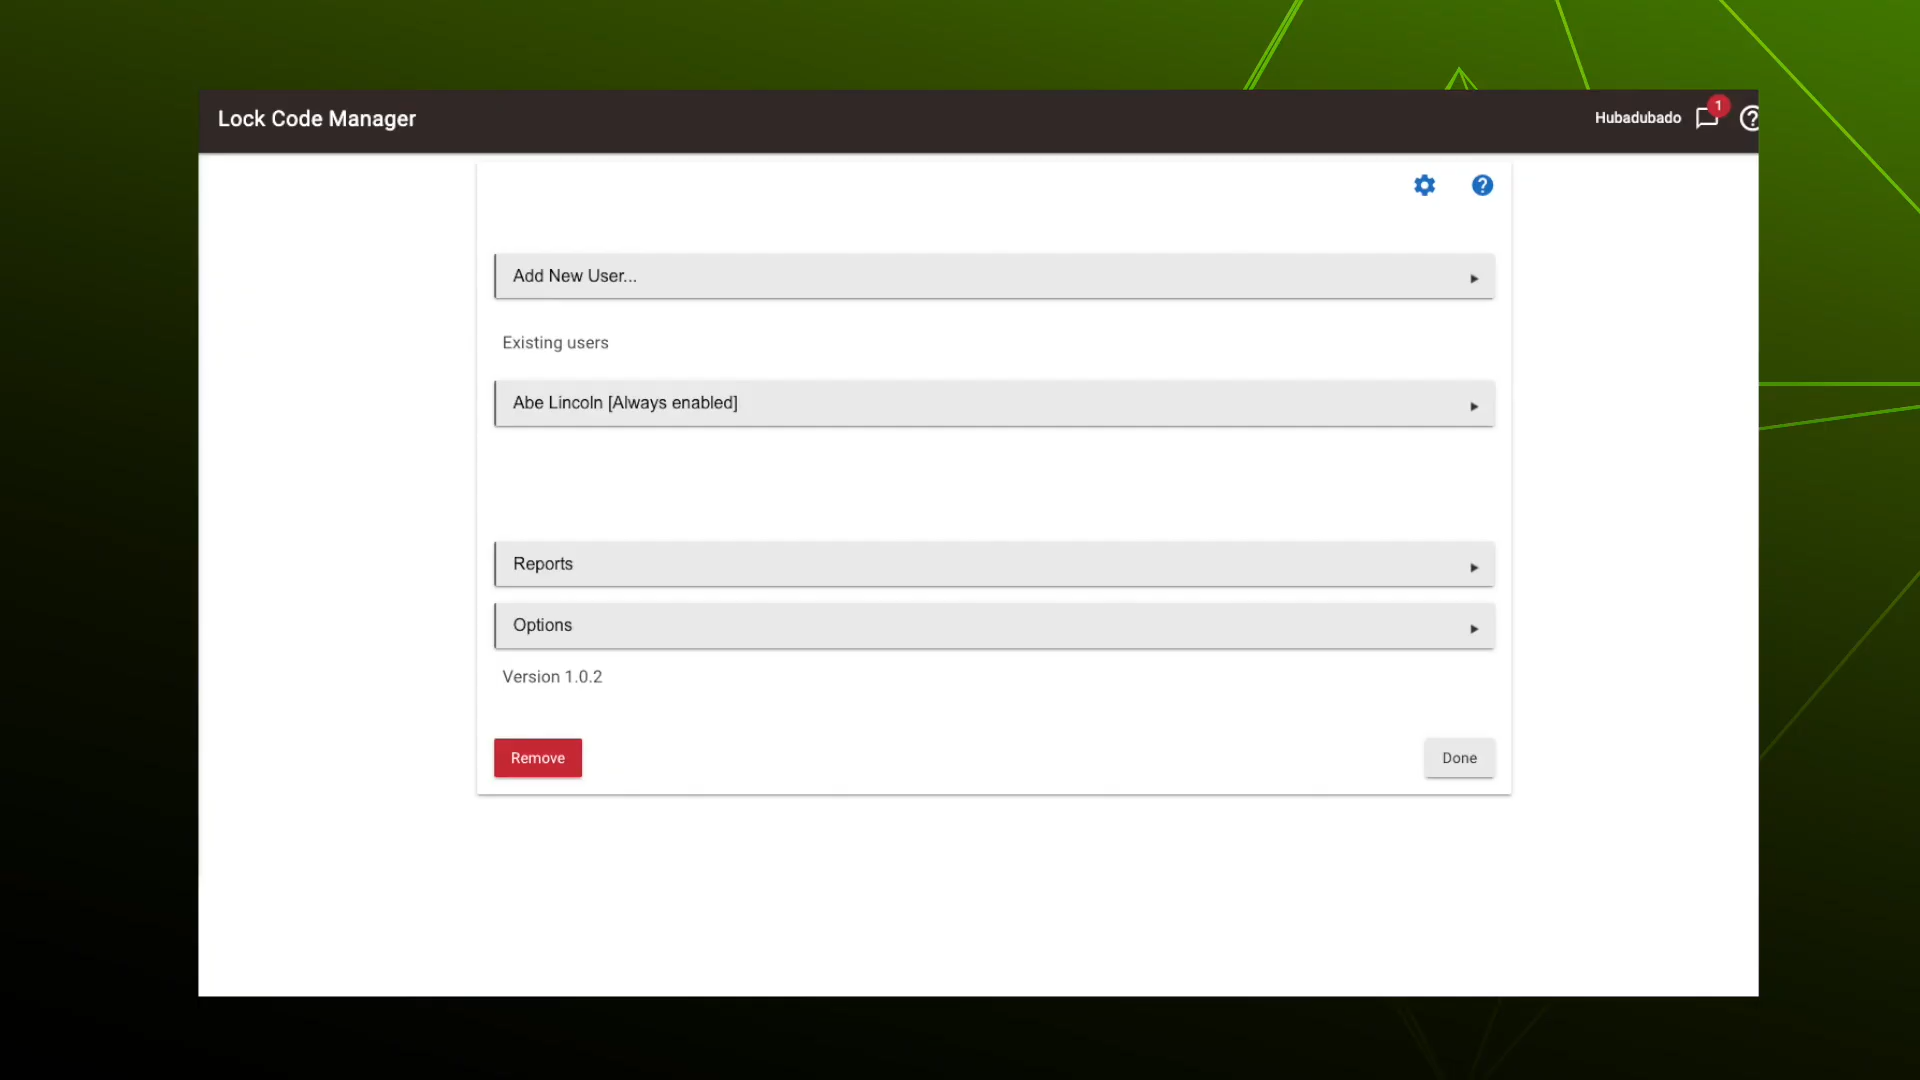 Lock Code Manager
Hubadubado
1
?
?
Add New User...
Existing users
Abe Lincoln [Always enabled]
Reports
Options
Version 1.0.2
Remove
Done